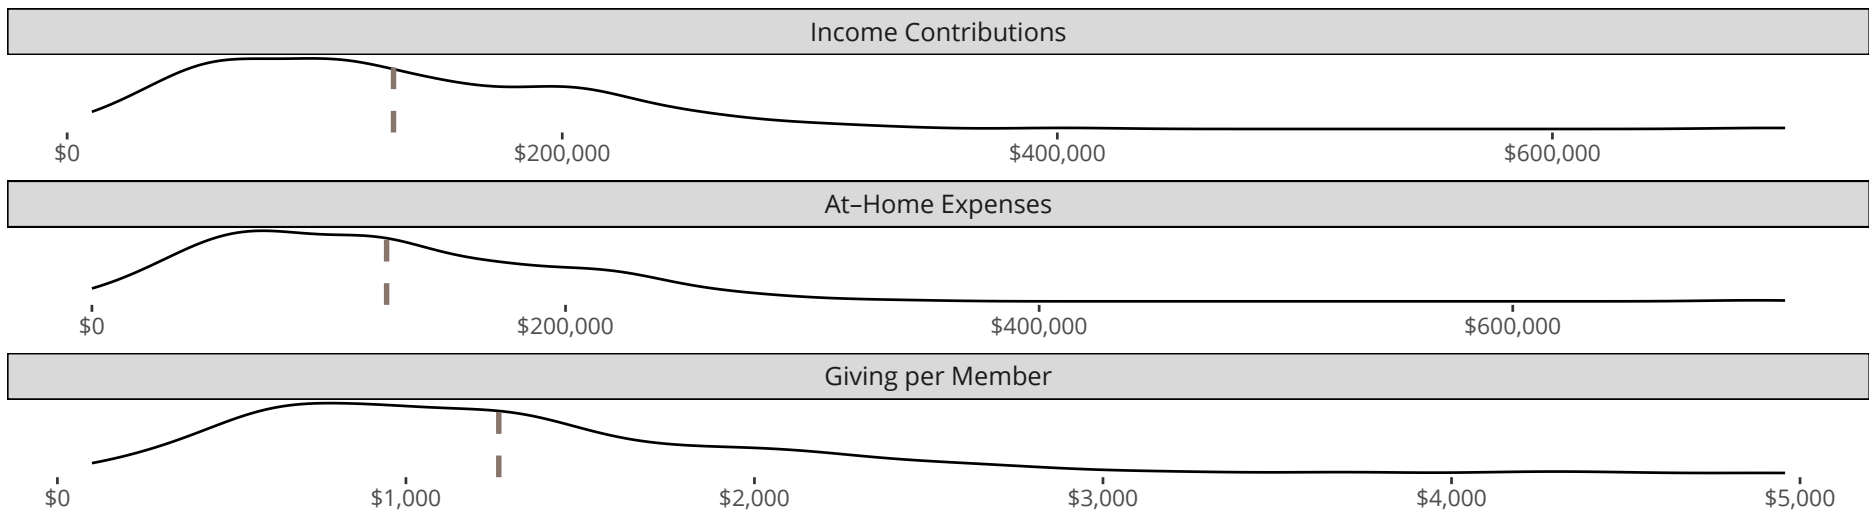 Income Contributions
$0 $200,000 $400,000 $600,000
At–Home Expenses
$0 $200,000 $400,000 $600,000
Giving per Member
$0 $1,000 $2,000 $3,000 $4,000 $5,000